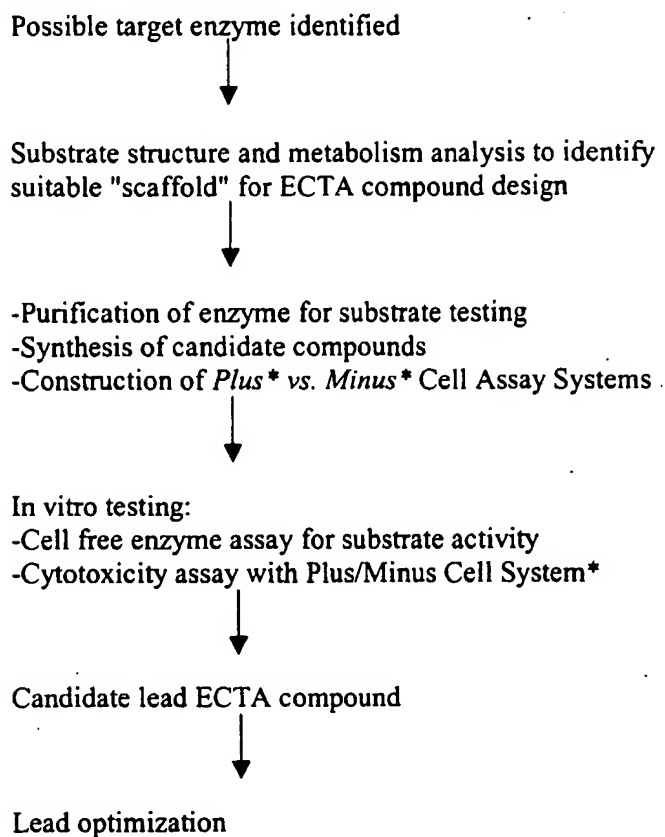 Possible target enzyme identified
Substrate structure and metabolism analysis to identify
suitable "scaffold" for ECTA compound design
-Purification of enzyme for substrate testing
-Synthesis of candidate compounds
-Construction of Plus* vs. Minus* Cell Assay Systems
In vitro testing:
-Cell free enzyme assay for substrate activity
-Cytotoxicity assay with Plus/Minus Cell System*
Candidate lead ECTA compound
Lead optimization